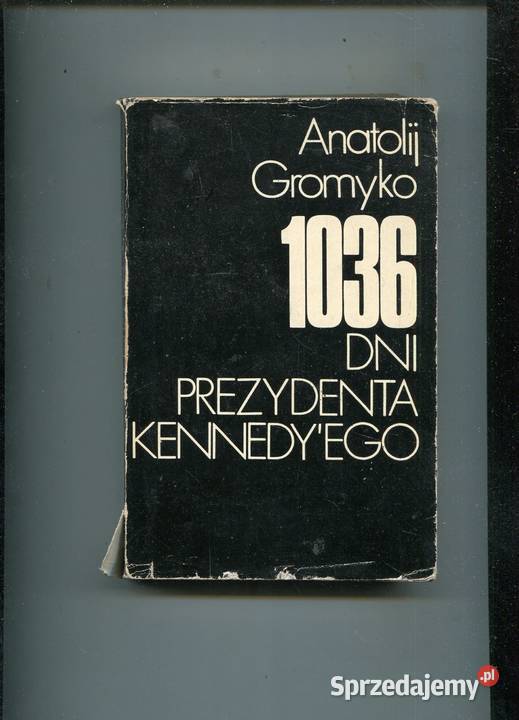 Anatolij
Gromyko
1036
DNI
PREZYDENTA
KENNEDY'EGO
Sprzedajemy.pl